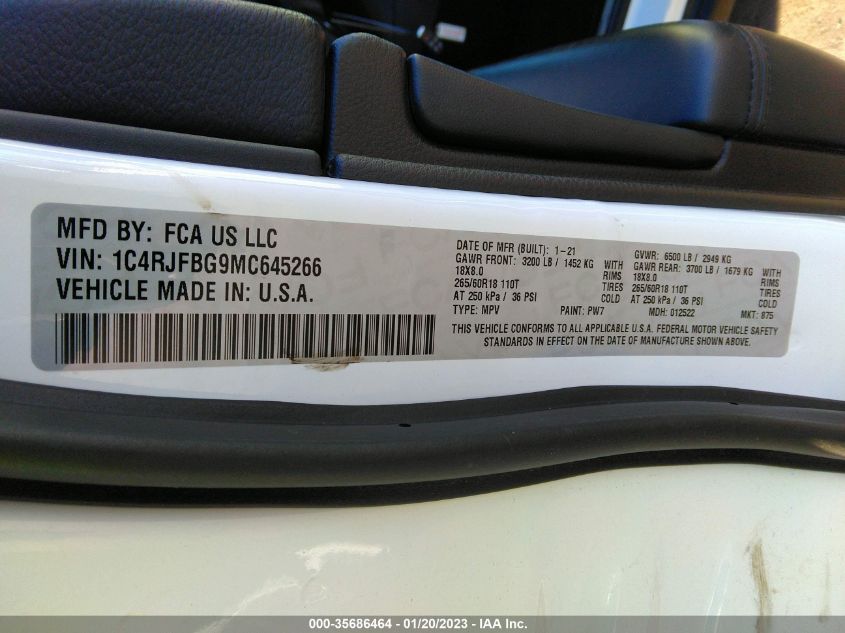 MFD BY: FCA US LLC
VIN: 1C4RJFBG9MC645266
VEHICLE MADE IN: U.S.A.
DATE OF MFR (BUILT): 1-21 GVWR: 6500 LB / 2949 KG
GAWR FRONT: 3200 LB / 1452 KG WITH GAWR REAR: 3700 LB / 1679 KG WITH
18X8.0 RIMS 18X8.0 RIMS
265/60R18 110T TIRES 265/60R18 110T TIRES
AT 250 kPa / 36 PSI COLD AT 250 kPa / 36 PSI COLD
TYPE: MPV PAINT: PW7 MDH: 012522 MKT: 875
THIS VEHICLE CONFORMS TO ALL APPLICABLE U.S.A. FEDERAL MOTOR VEHICLE SAFETY
STANDARDS IN EFFECT ON THE DATE OF MANUFACTURE SHOWN ABOVE.
000-35686464 / 01/20/2023 - IAA Inc.